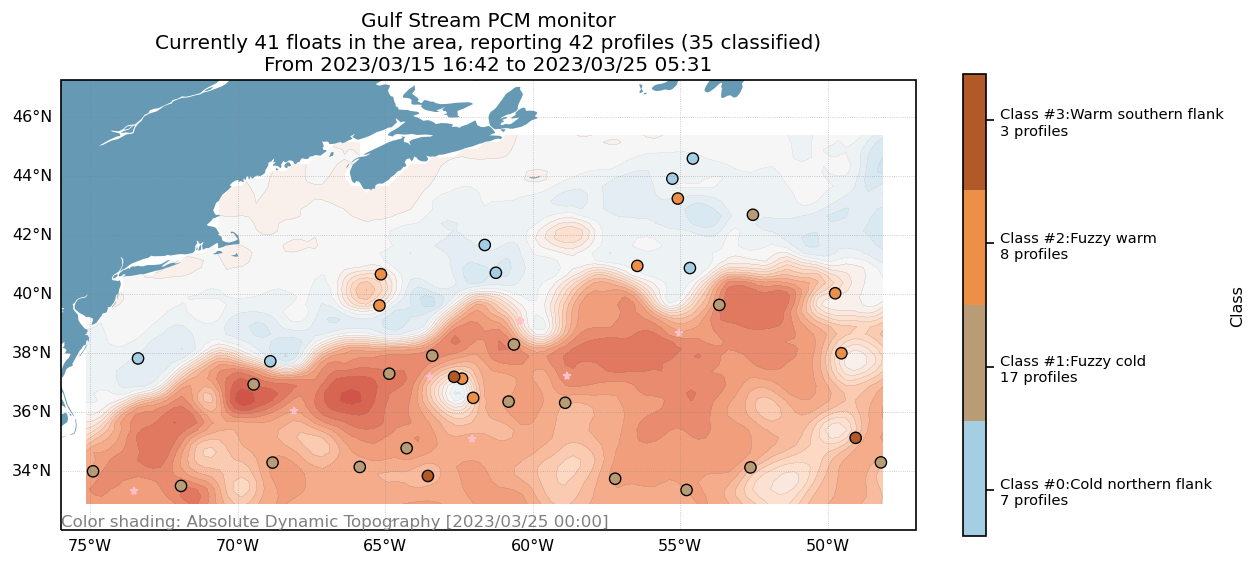 Gulf Stream PCM monitor
Currently 41 floats in the area, reporting 42 profiles (35 classified)
From 2023/03/15 16:42 to 2023/03/25 05:31
46°N
44°N
42°N
40°N
38°N
36°N
34°N
Color shading: Absolute Dynamic Topography [2023/03/25 00:00]
75°W
70°W
65°W
60°W
55°W
50°W
Class #3:Warm southern flank
3 profiles
Class #2:Fuzzy warm
8 profiles
Class #1:Fuzzy cold
17 profiles
Class #0:Cold northern flank
7 profiles
Class